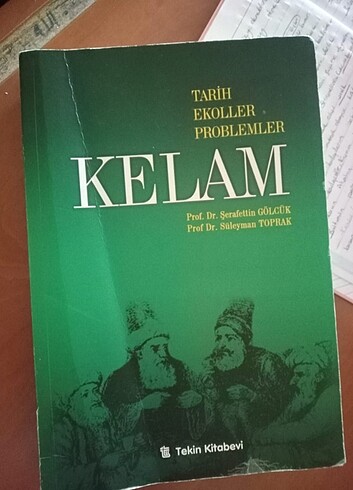 TARİH
EKOLLER
PROBLEMLER
KELAM
Prof. Dr. Şerafettin GÖLCÜK
Prof Dr. Süleyman TOPRAK
Tekin Kitabevi